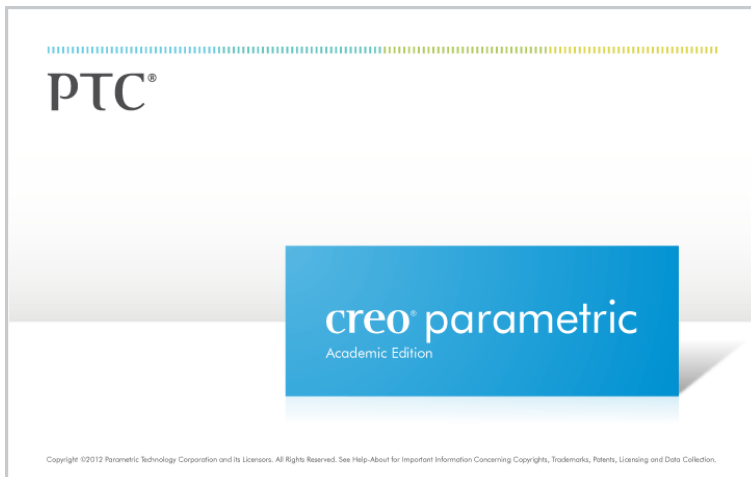 PTC®
creo® parametric
Academic Edition
Copyright ©2012 Parametric Technology Corporation and its Licensors. All Rights Reserved. See Help-About for Important Information Concerning Copyrights, Trademarks, Patents, Licensing and Data Collection.